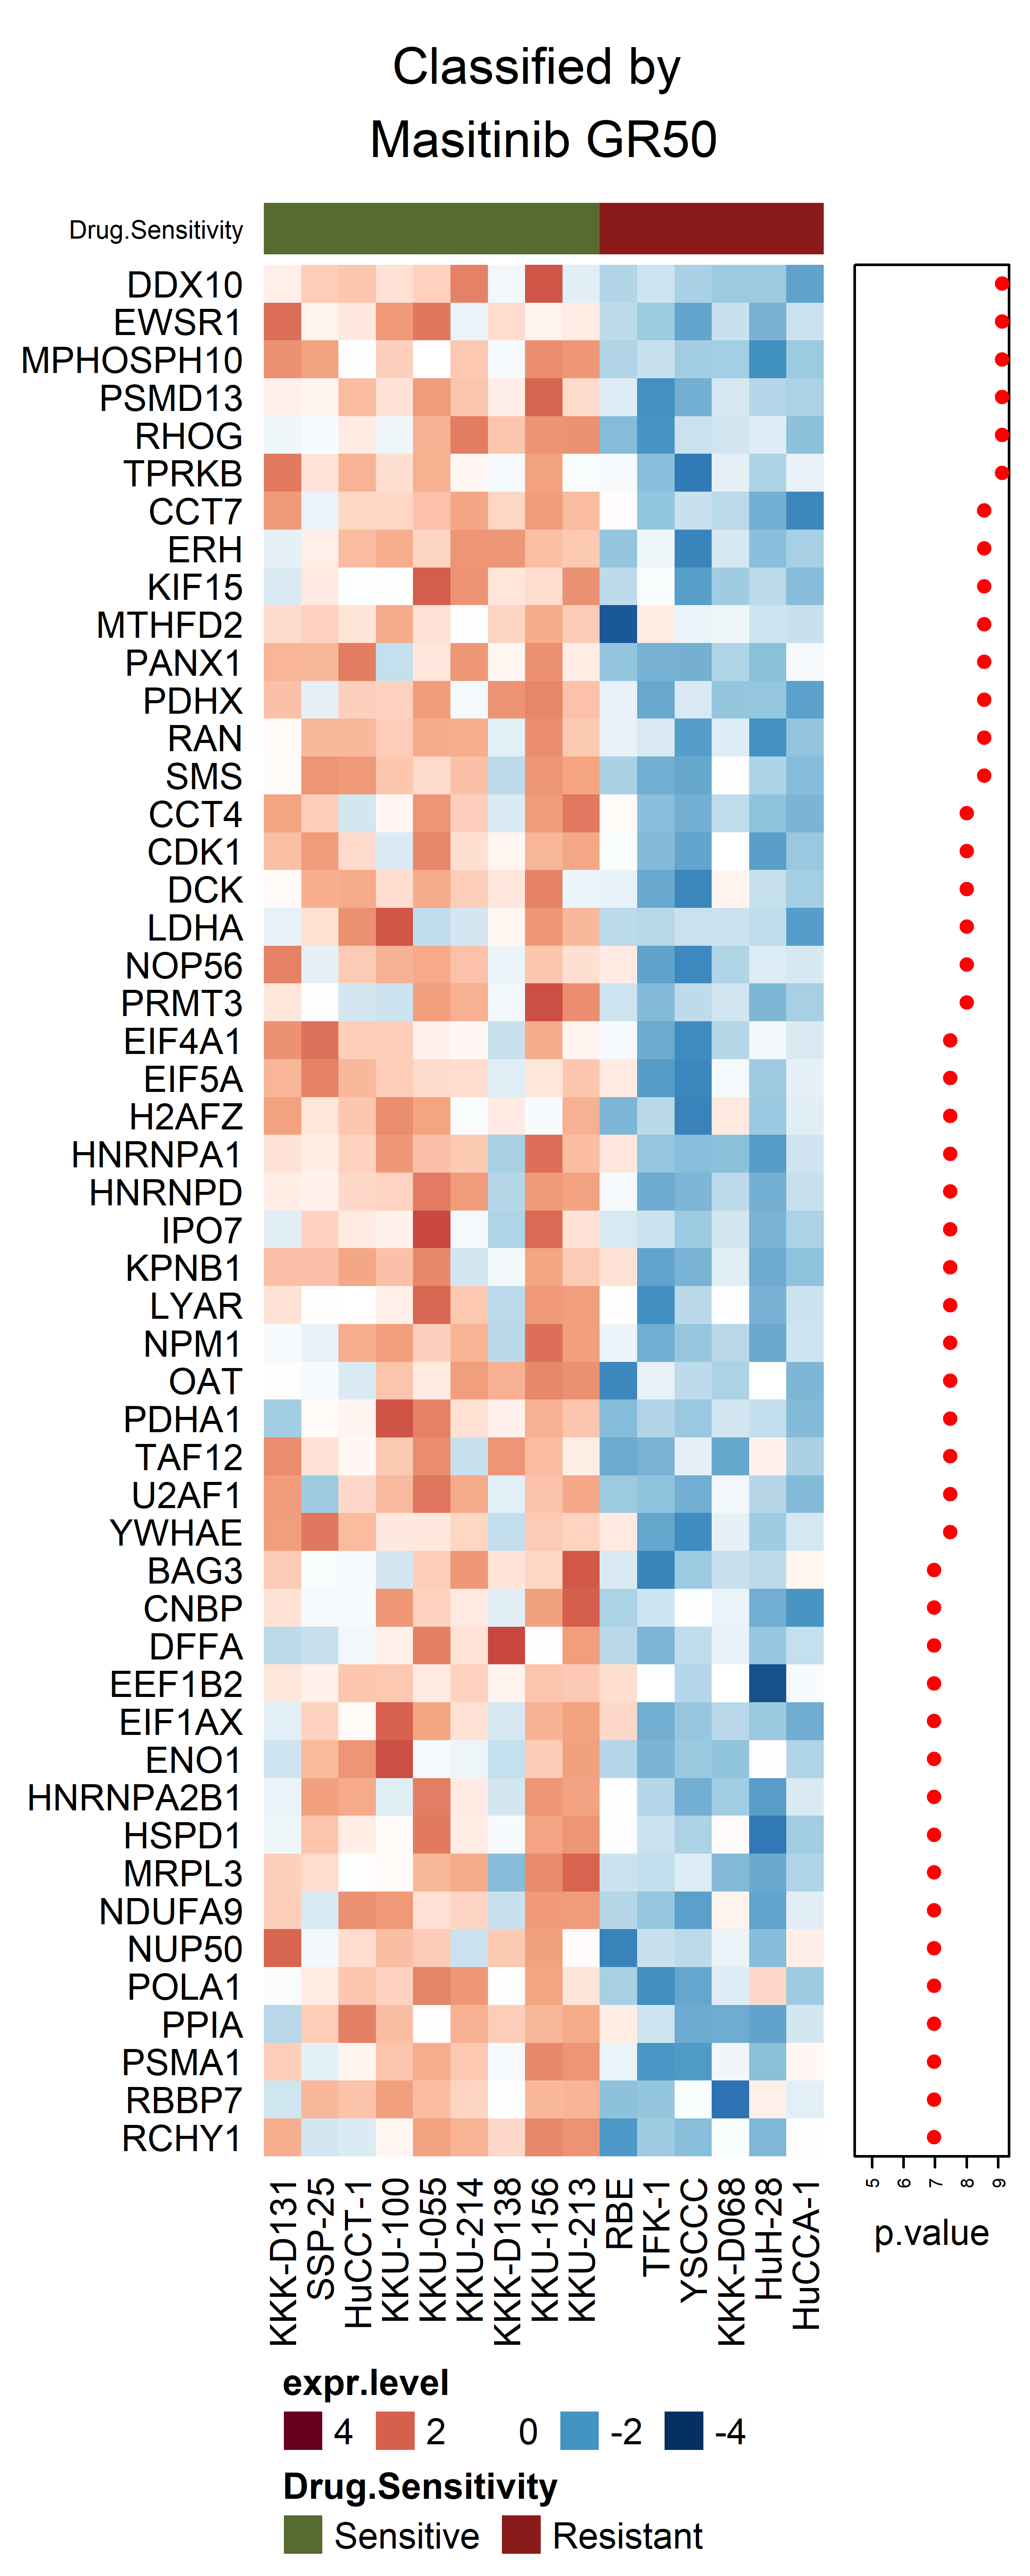 Classified by
Masitinib GR50
Drug.Sensitivity
DDX10
EWSR1
MPHOSPH10
PSMD13
RHOG
TPRKB
CCT7
ERH
KIF15
MTHFD2
PANX1
PDHX
RAN
SMS
CCT4
CDK1
DCK
LDHA
NOP56
PRMT3
EIF4A1
EIF5A
H2AFZ
HNRNPA1
HNRNPD
IPO7
KPNB1
LYAR
NPM1
OAT
PDHA1
TAF12
U2AF1
YWHAE
BAG3
CNBP
DFFA
EEF1B2
EIF1AX
ENO1
HNRNPA2B1
HSPD1
MRPL3
NDUFA9
NUP50
POLA1
PPIA
PSMA1
RBBP7
RCHY1
KKK-D131 SSP-25 HuCCT-1 KKU-100 KKU-055 KKU-214 KKK-D138 KKU-156 KKU-213 RBE TFK-1 YSCCC KKK-D068 HuH-28 HuCCA-1
5 6 7 8 9
p.value
expr.level
4 2 0 -2 -4
Drug.Sensitivity
Sensitive Resistant